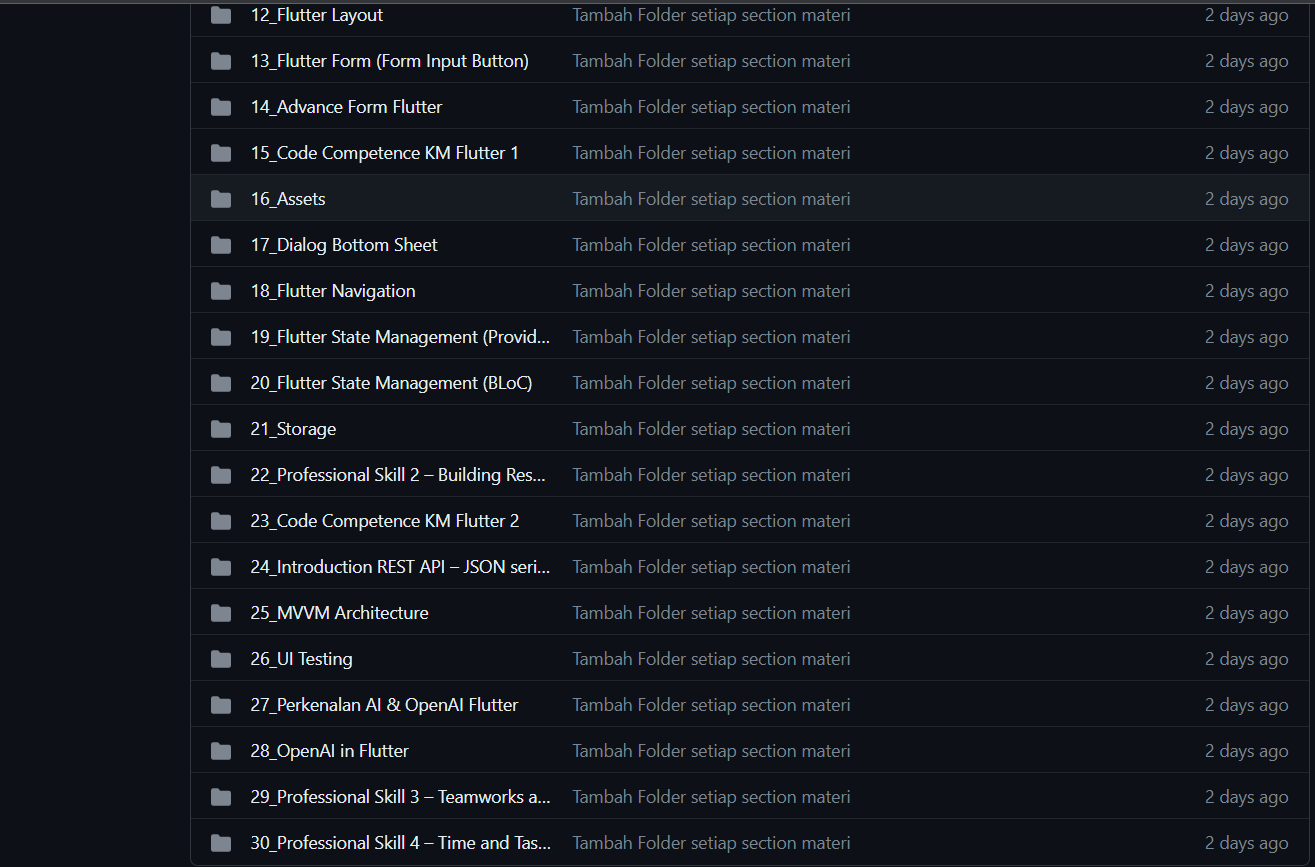 12_Flutter Layout Tambah Folder setiap section materi 2 days ago
13_Flutter Form (Form Input Button) Tambah Folder setiap section materi 2 days ago
14_Advance Form Flutter Tambah Folder setiap section materi 2 days ago
15_Code Competence KM Flutter 1 Tambah Folder setiap section materi 2 days ago
16_Assets Tambah Folder setiap section materi 2 days ago
17_Dialog Bottom Sheet Tambah Folder setiap section materi 2 days ago
18_Flutter Navigation Tambah Folder setiap section materi 2 days ago
19_Flutter State Management (Provid... Tambah Folder setiap section materi 2 days ago
20_Flutter State Management (BLoC) Tambah Folder setiap section materi 2 days ago
21_Storage Tambah Folder setiap section materi 2 days ago
22_Professional Skill 2 – Building Res... Tambah Folder setiap section materi 2 days ago
23_Code Competence KM Flutter 2 Tambah Folder setiap section materi 2 days ago
24_Introduction REST API – JSON seri... Tambah Folder setiap section materi 2 days ago
25_MVVM Architecture Tambah Folder setiap section materi 2 days ago
26_UI Testing Tambah Folder setiap section materi 2 days ago
27_Perkenalan AI & OpenAI Flutter Tambah Folder setiap section materi 2 days ago
28_OpenAI in Flutter Tambah Folder setiap section materi 2 days ago
29_Professional Skill 3 – Teamworks a... Tambah Folder setiap section materi 2 days ago
30_Professional Skill 4 – Time and Tas... Tambah Folder setiap section materi 2 days ago